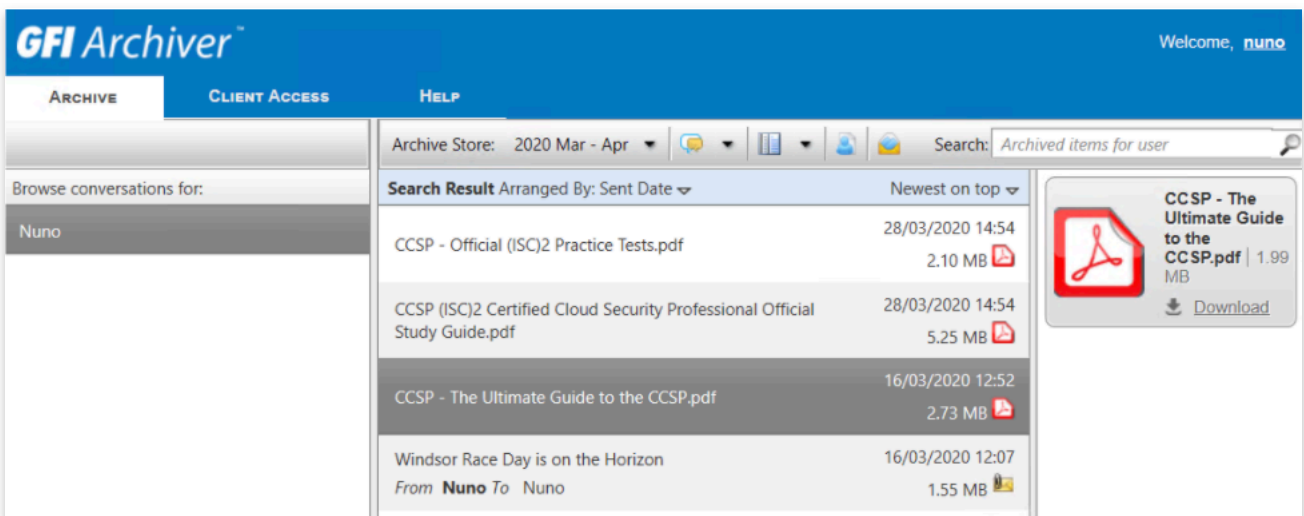 GFI Archiver™
Welcome, nuno
ARCHIVE
CLIENT ACCESS
HELP
Archive Store: 2020 Mar - Apr
Search: Archived items for user
Browse conversations for:
Nuno
Search Result Arranged By: Sent Date
Newest on top
CCSP - Official (ISC)2 Practice Tests.pdf
28/03/2020 14:54
2.10 MB
CCSP (ISC)2 Certified Cloud Security Professional Official
Study Guide.pdf
28/03/2020 14:54
5.25 MB
CCSP - The Ultimate Guide to the CCSP.pdf
16/03/2020 12:52
2.73 MB
Windsor Race Day is on the Horizon
From Nuno To Nuno
16/03/2020 12:07
1.55 MB
CCSP - The
Ultimate Guide
to the
CCSP.pdf | 1.99
MB
Download